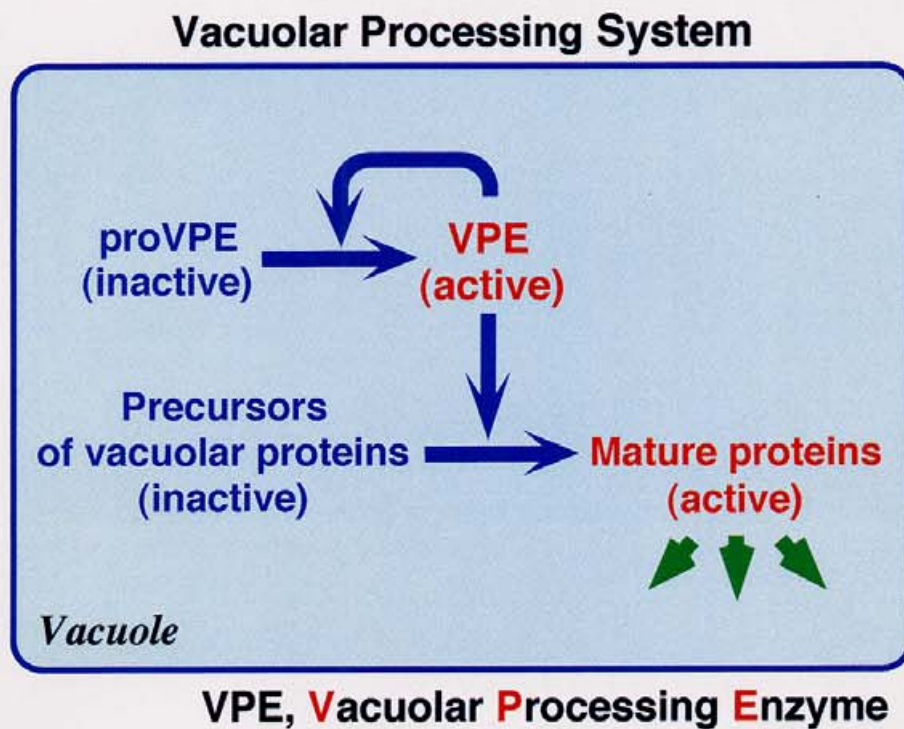 Vacuolar Processing System
proVPE
(inactive)
VPE
(active)
Precursors
of vacuolar proteins
(inactive)
Mature proteins
(active)
Vacuole
VPE, Vacuolar Processing Enzyme